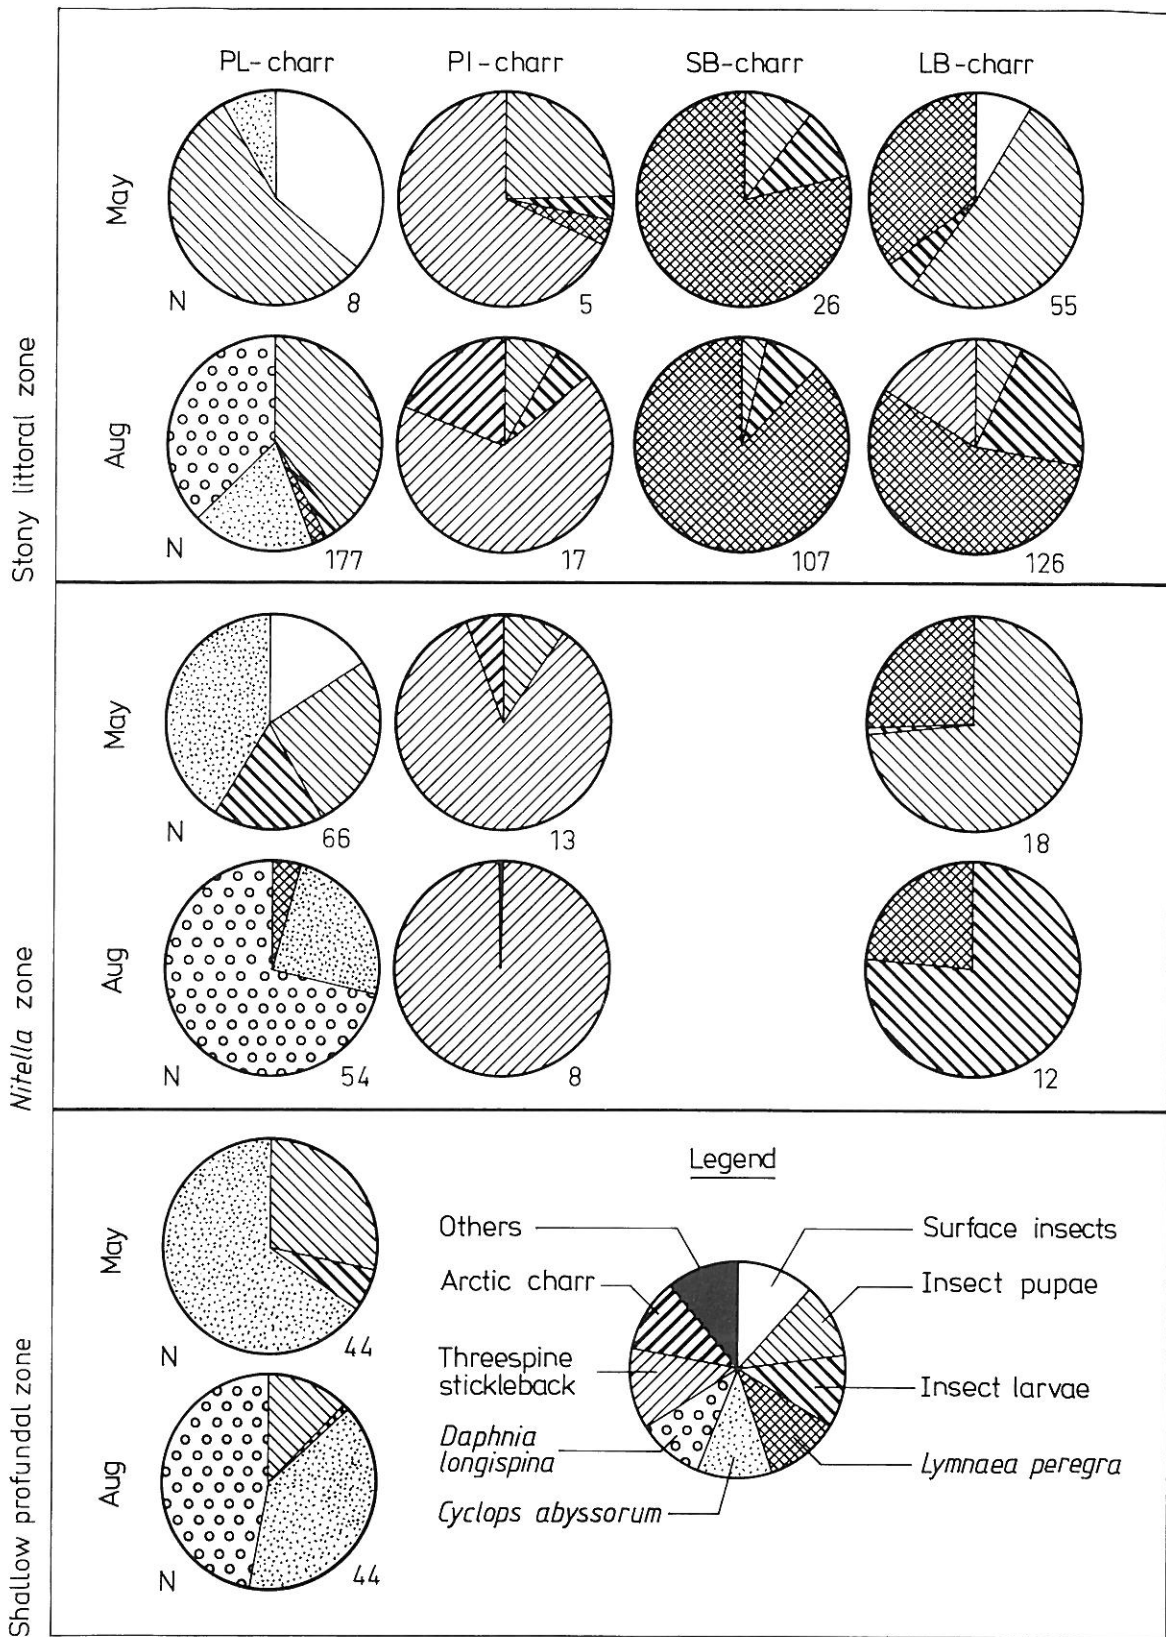 PL-charr PI-charr SB-charr LB-charr
Stony littoral zone
May
N 8 5 26 55
Aug
N 177 17 107 126
Nitella zone
May
N 66 13 18
Aug
N 54 8 12
Shallow profundal zone
May
N 44
Aug
N 44
Legend
Others
Arctic charr
Threespine
stickleback
Daphnia
longispina
Cyclops abyssorum
Surface insects
Insect pupae
Insect larvae
Lymnaea peregra